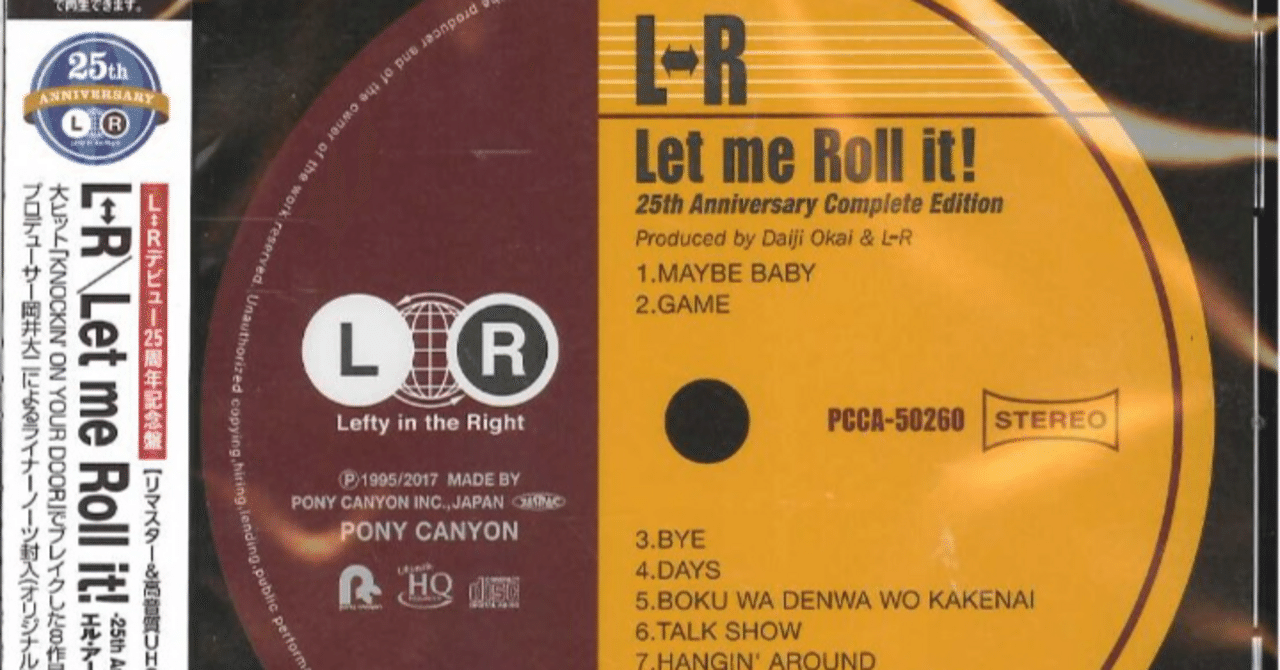 で再生できます。
25th
ANNIVERSARY
L R
L↔Rデビュー25周年記念盤
L↔R／Let me Roll it!
大ヒット「KNOCKIN' ON YOUR DOOR」でブレイクした8作
プロデューサー岡井大二によるライナーノーツ封入(オリジナル
-25th A
エル・アー
【リマスター&高音質UH
the producer and of the owner of the work reserved. Unauthorized copying,hiring,lending,public perform
L R
Lefty in the Right
Ⓟ1995/2017 MADE BY
PONY CANYON INC.,JAPAN JASRAC
PONY CANYON
HQ
L↔R
Let me Roll it!
25th Anniversary Complete Edition
Produced by Daiji Okai & L↔R
1.MAYBE BABY
2.GAME
PCCA-50260 STEREO
3.BYE
4.DAYS
5.BOKU WA DENWA WO KAKENAI
6.TALK SHOW
7.HANGIN' AROUND